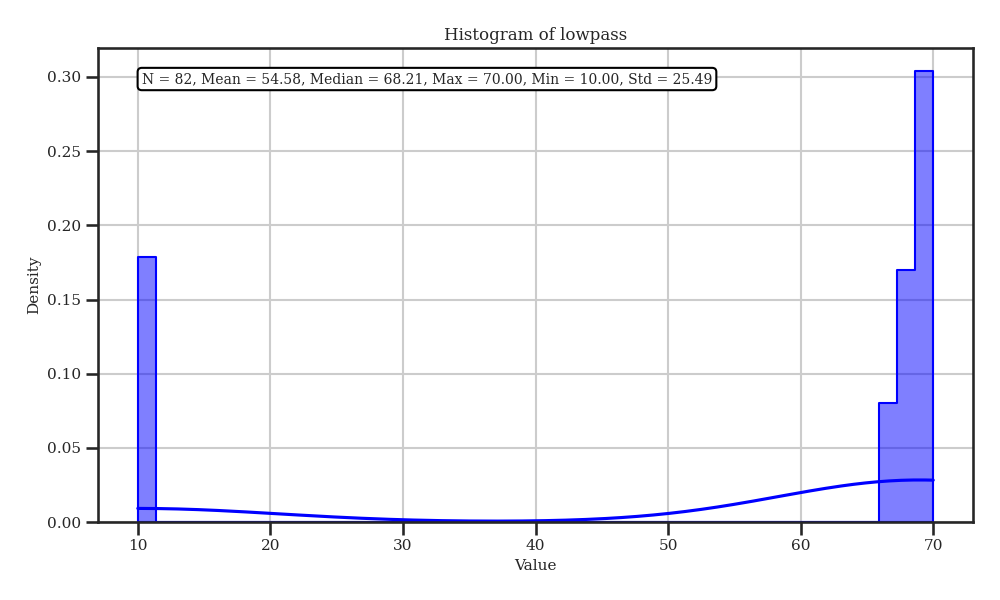 Histogram of lowpass
N = 82, Mean = 54.58, Median = 68.21, Max = 70.00, Min = 10.00, Std = 25.49
Density
0.30
0.25
0.20
0.15
0.10
0.05
0.00
10 20 30 40 50 60 70
Value